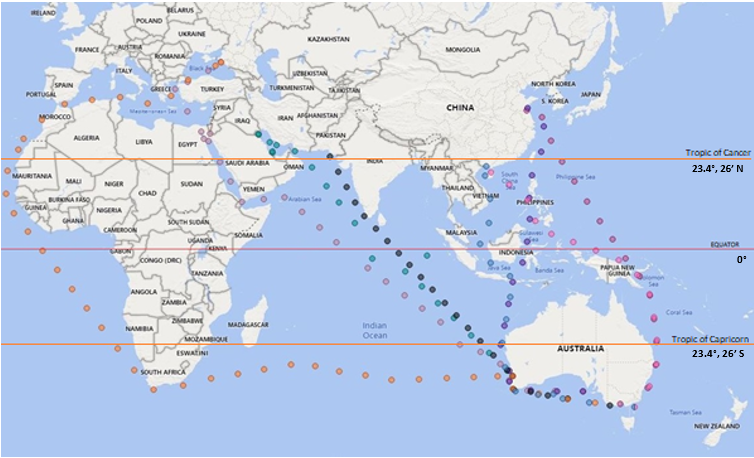 IRELAND
BELARUS
POLAND
UKRAINE
KAZAKHSTAN
MONGOLIA
FRANCE
AUSTRIA
ROMANIA
ITALY
Black Sea
UZBEKISTAN
NORTH KOREA
SPAIN
PORTUGAL
GREECE
TURKEY
TURKMENISTAN
TAJIKISTAN
S. KOREA
JAPAN
Mediterranean Sea
SYRIA
CHINA
MOROCCO
IRAQ
IRAN
AFGHANISTAN
ALGERIA
LIBYA
EGYPT
PAKISTAN
Tropic of Cancer
SAUDI ARABIA
OMAN
INDIA
MYANMAR
23.4°, 26’ N
MAURITANIA
MALI
NIGER
CHAD
SUDAN
YEMEN
Arabian Sea
THAILAND
VIETNAM
South
China
Sea
Philippine Sea
PHILIPPINES
GUINEA
BURKINA FASO
GHANA
NIGERIA
CAMEROON
SOUTH SUDAN
SOMALIA
MALAYSIA
Sulawesi
Sea
EQUATOR
GABON
UGANDA
KENYA
INDONESIA
0°
CONGO (DRC)
TANZANIA
Java Sea
Banda Sea
PAPUA NEW
GUINEA
Solomon
Sea
ANGOLA
ZAMBIA
ZIMBABWE
NAMIBIA
MOZAMBIQUE
MADAGASCAR
Indian
Ocean
Coral Sea
Tropic of Capricorn
ESWATINI
AUSTRALIA
23.4°, 26’ S
SOUTH AFRICA
Tasman Sea
NEW ZEALAND